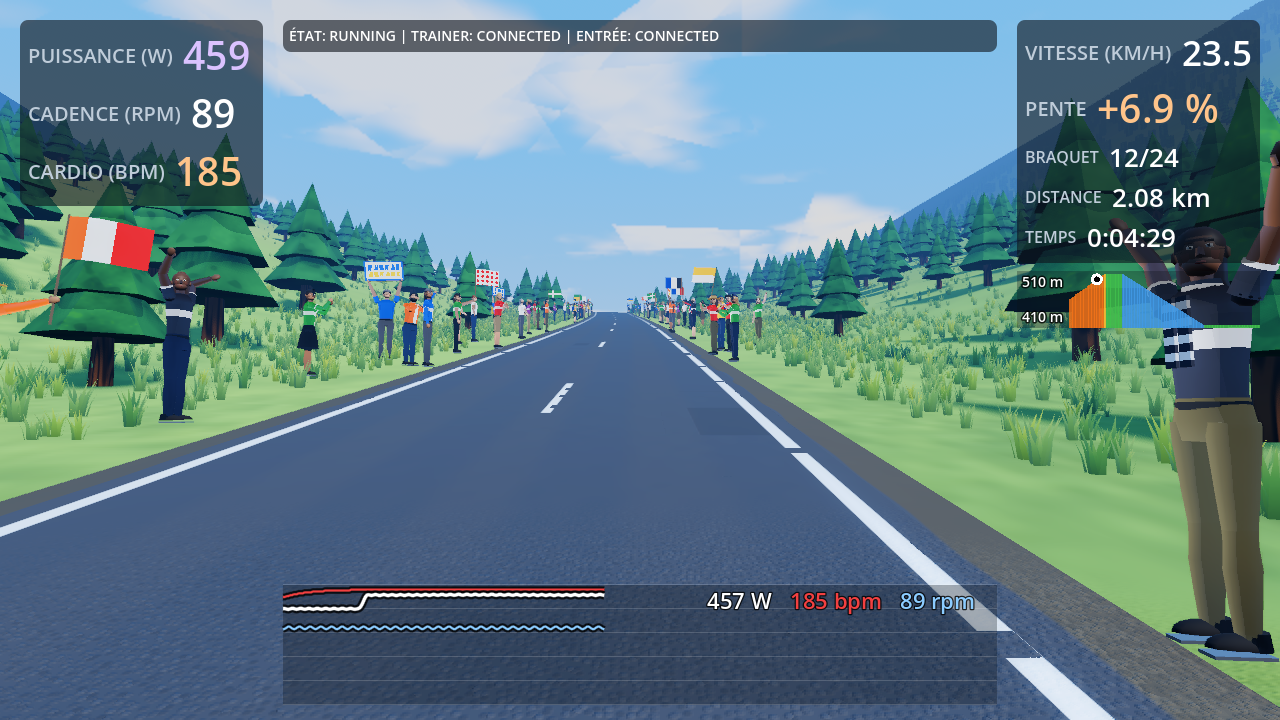 PUISSANCE (W) 459
CADENCE (RPM) 89
CARDIO (BPM) 185
ÉTAT: RUNNING | TRAINER: CONNECTED | ENTRÉE: CONNECTED
VITESSE (KM/H) 23.5
PENTE +6.9 %
BRAQUET 12/24
DISTANCE 2.08 km
TEMPS 0:04:29
510 m
410 m
457 W 185 bpm 89 rpm